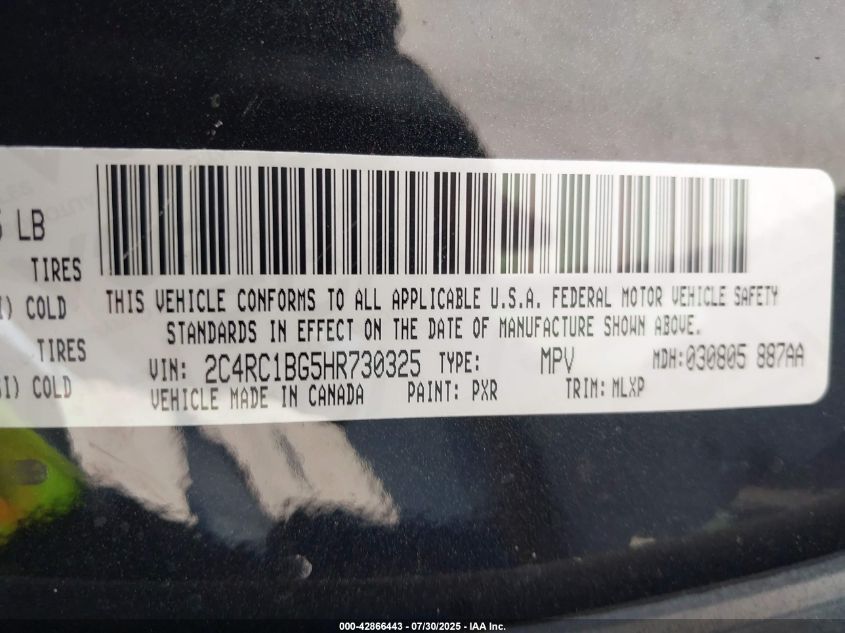 LB
TIRES
COLD
TIRES
COLD
THIS VEHICLE CONFORMS TO ALL APPLICABLE U.S.A. FEDERAL MOTOR VEHICLE SAFETY
STANDARDS IN EFFECT ON THE DATE OF MANUFACTURE SHOWN ABOVE.
VIN: 2C4RC1BG5HR730325 TYPE: MPV MDH:030805 887AA
VEHICLE MADE IN CANADA PAINT: PXR TRIM: MLXP
000-42866443 - 07/30/2025 - IAA Inc.